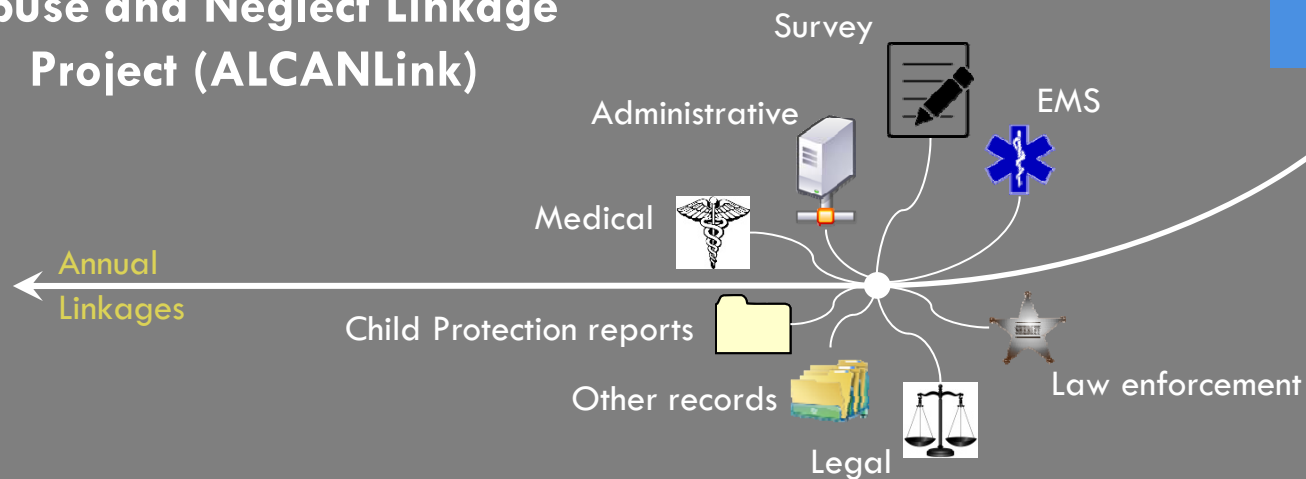 and Neglect Linkage
Project (ALCANLink)
Survey
Administrative
EMS
Medical
Annual
Linkages
Child Protection reports
SHERIFF
Law enforcement
Other records
Legal